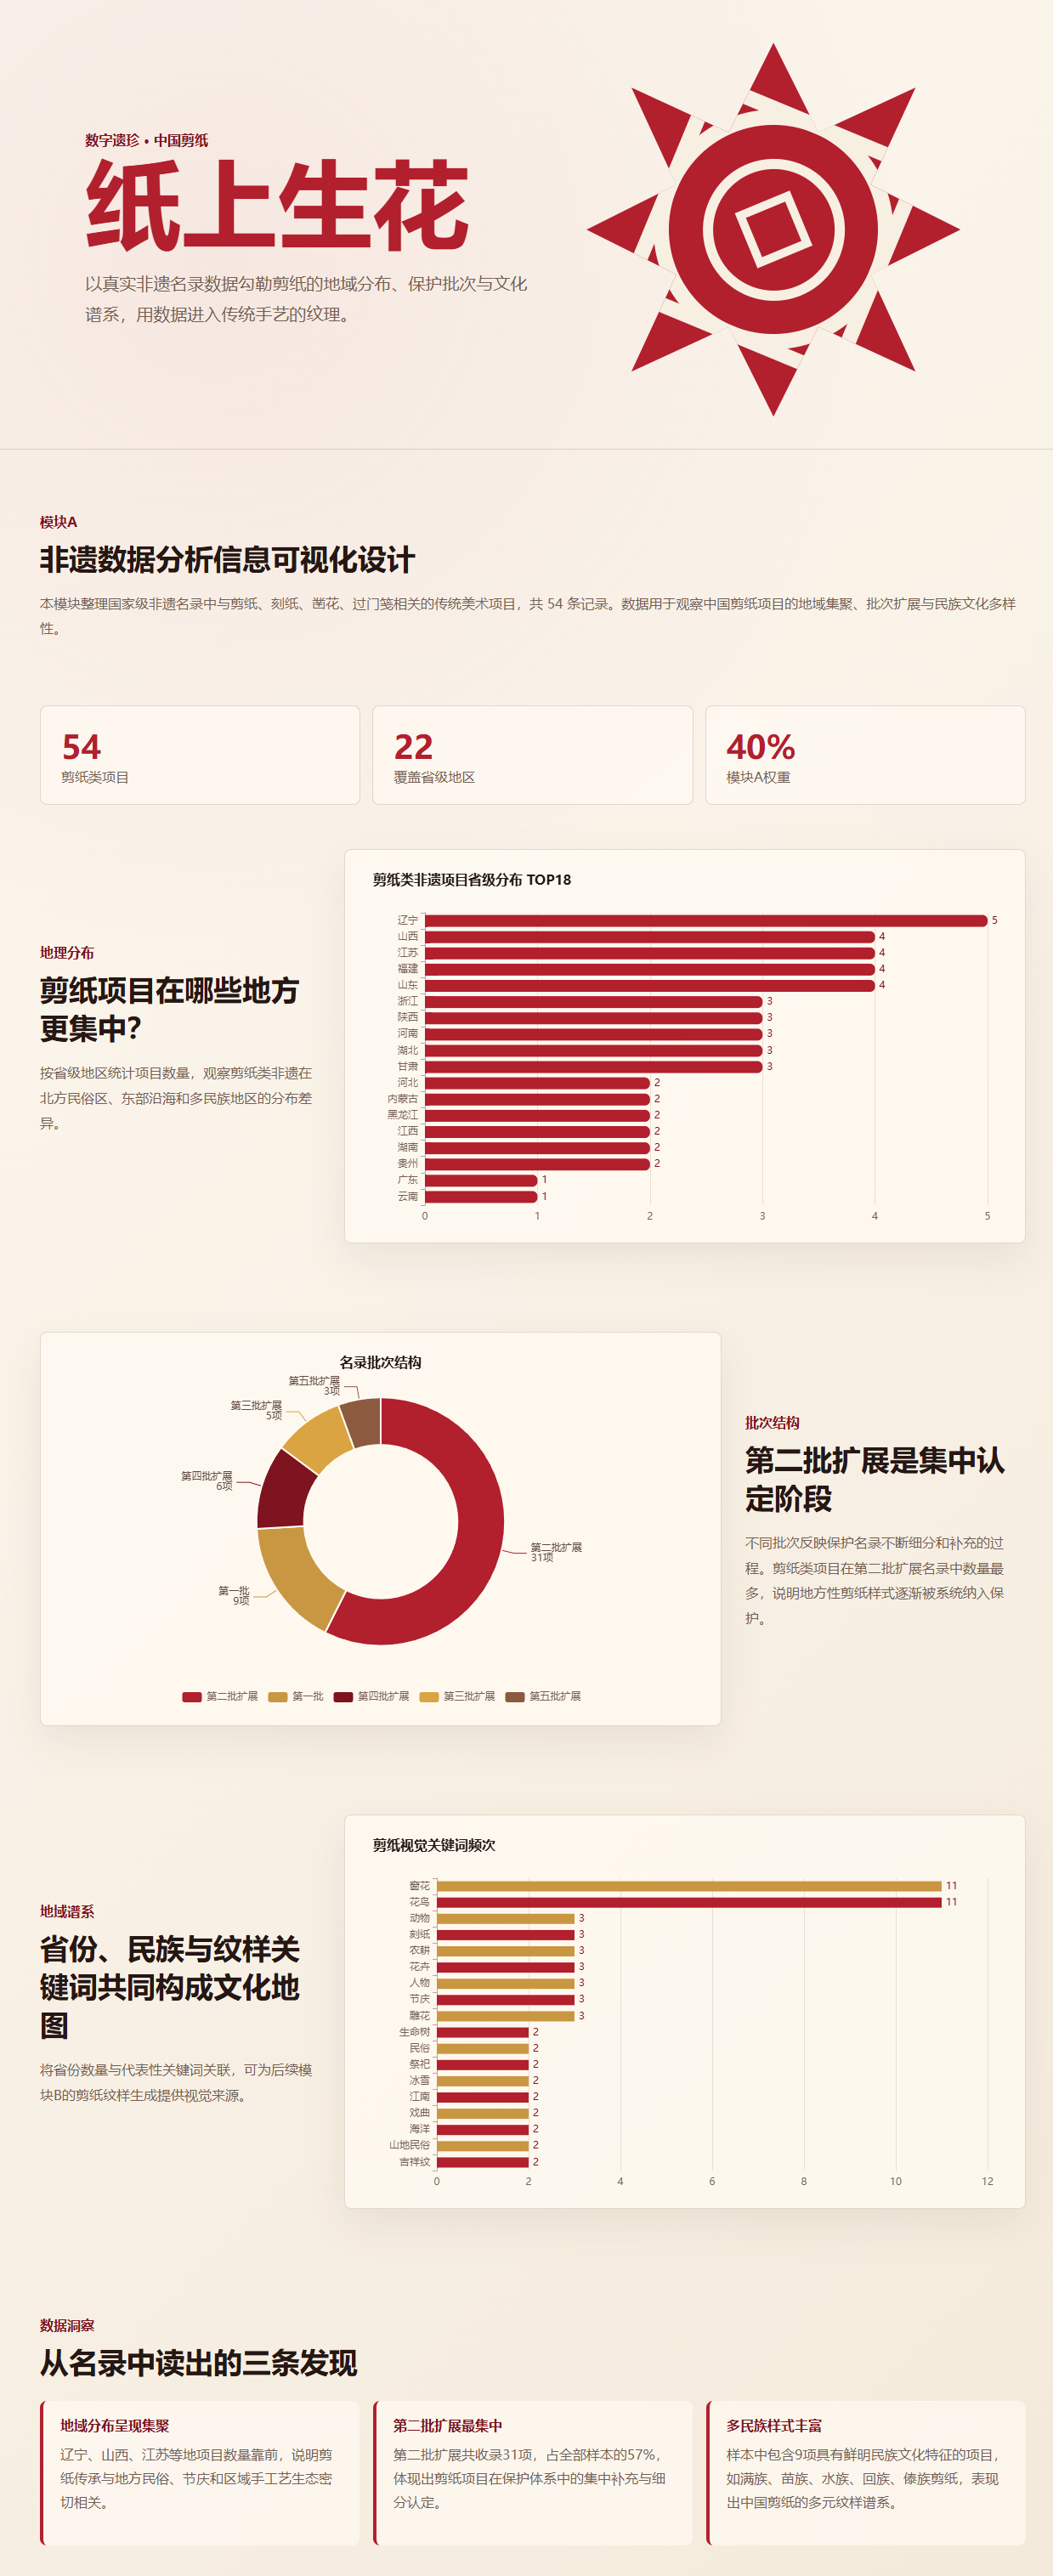 数字遗珍 • 中国剪纸
纸上生花
以真实非遗名录数据勾勒剪纸的地域分布、保护批次与文化
谱系，用数据进入传统手艺的纹理。
模块A
非遗数据分析信息可视化设计
本模块整理国家级非遗名录中与剪纸、刻纸、凿花、过门笺相关的传统美术项目，共 54 条记录。数据用于观察中国剪纸项目的地域集聚、批次扩展与民族文化多样
性。
54
剪纸类项目
22
覆盖省级地区
40%
模块A权重
地理分布
剪纸项目在哪些地方
更集中？
按省级地区统计项目数量，观察剪纸类非遗在
北方民俗区、东部沿海和多民族地区的分布差
异。
剪纸类非遗项目省级分布 TOP18
辽宁 5
山西 4
江苏 4
福建 4
山东 4
浙江 3
陕西 3
河南 3
湖北 3
甘肃 3
河北 2
内蒙古 2
黑龙江 2
江西 2
湖南 2
贵州 2
广东 1
云南 1
0 1 2 3 4 5
名录批次结构
第五批扩展
3项
第三批扩展
5项
第四批扩展
6项
第二批扩展
31项
第一批
9项
第二批扩展 第一批 第四批扩展 第三批扩展 第五批扩展
批次结构
第二批扩展是集中认
定阶段
不同批次反映保护名录不断细分和补充的过
程。剪纸类项目在第二批扩展名录中数量最
多，说明地方性剪纸样式逐渐被系统纳入保
护。
地域谱系
省份、民族与纹样关
键词共同构成文化地
图
将省份数量与代表性关键词关联，可为后续模
块B的剪纸纹样生成提供视觉来源。
剪纸视觉关键词频次
窗花 11
花鸟 11
动物 3
刻纸 3
农耕 3
花卉 3
人物 3
节庆 3
雕花 3
生命树 2
民俗 2
祭祀 2
冰雪 2
江南 2
戏曲 2
海洋 2
山地民俗 2
吉祥纹 2
0 2 4 6 8 10 12
数据洞察
从名录中读出的三条发现
地域分布呈现集聚
辽宁、山西、江苏等地项目数量靠前，说明剪
纸传承与地方民俗、节庆和区域手工艺生态密
切相关。
第二批扩展最集中
第二批扩展共收录31项，占全部样本的57%，
体现出剪纸项目在保护体系中的集中补充与细
分认定。
多民族样式丰富
样本中包含9项具有鲜明民族文化特征的项目，
如满族、苗族、水族、回族、傣族剪纸，表现
出中国剪纸的多元纹样谱系。